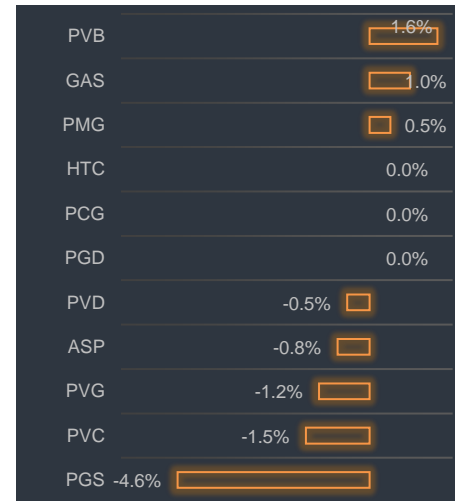 PVB 1.6%
GAS 1.0%
PMG 0.5%
HTC 0.0%
PCG 0.0%
PGD 0.0%
PVD -0.5%
ASP -0.8%
PVG -1.2%
PVC -1.5%
PGS -4.6%